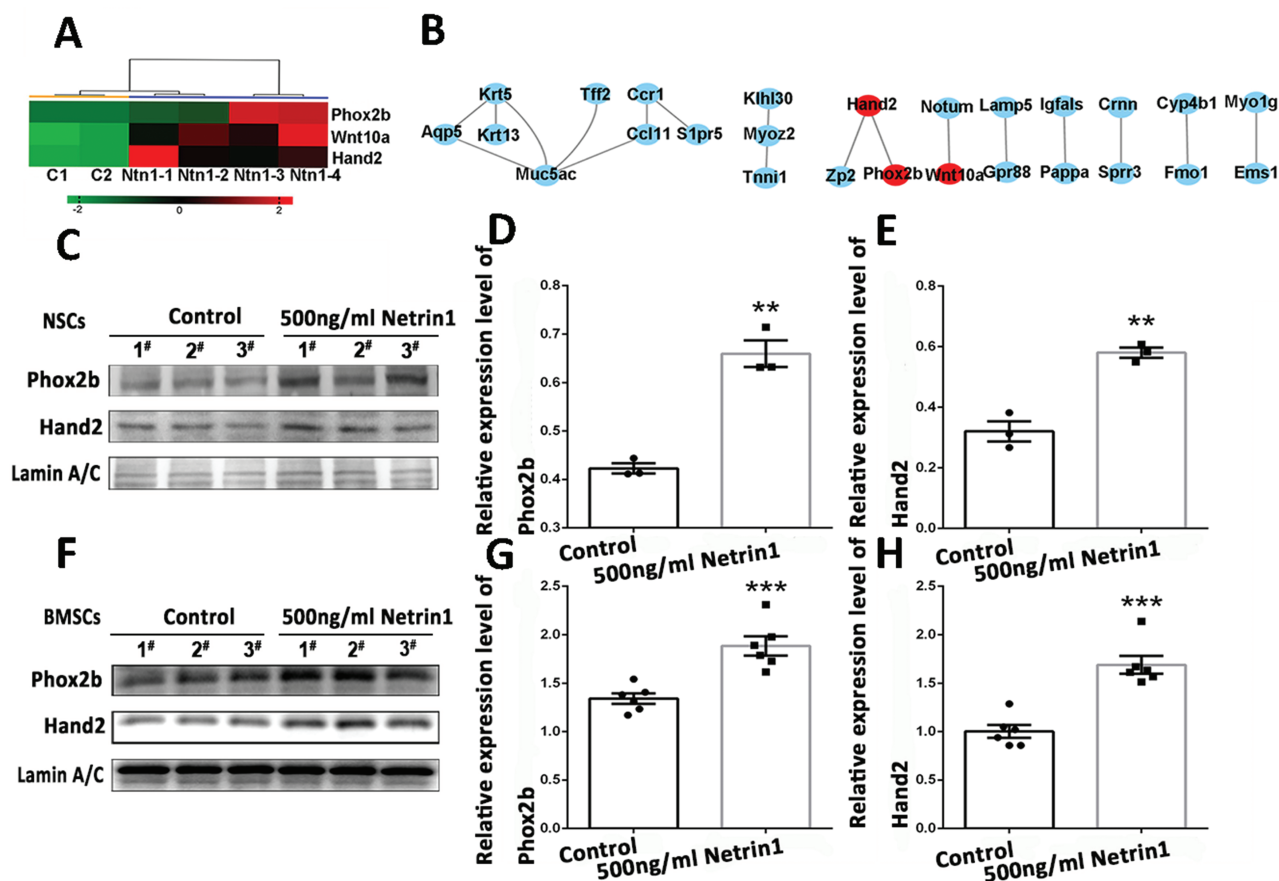 A
Phox2b
Wnt10a
Hand2
C1 C2 Ntn1-1 Ntn1-2 Ntn1-3 Ntn1-4
-2 0 2
B
Krt5 Tff2 Ccr1
Aqp5 Krt13 Ccl11 S1pr5
Muc5ac
Klhl30
Myoz2
Tnni1
Hand2 Notum Lamp5 Igfals Crnn Cyp4b1 Myo1g
Zp2 Phox2b Wnt10a Gpr88 Pappa Sprr3 Fmo1 Ems1
C
NSCs Control 500ng/ml Netrin1
1# 2# 3# 1# 2# 3#
Phox2b
Hand2
Lamin A/C
D
Relative expression level of
Phox2b
0.8
0.7
0.6
0.5
0.4
0.3
**
Control
500ng/ml Netrin1
E
Relative expression level of
Hand2
0.8
0.6
0.4
0.2
0.0
**
Control
500ng/ml Netrin1
F
BMSCs Control 500ng/ml Netrin1
1# 2# 3# 1# 2# 3#
Phox2b
Hand2
Lamin A/C
G
Relative expression level of
Phox2b
2.5
2.0
1.5
1.0
0.5
0.0
***
Control
500ng/ml Netrin1
H
Relative expression level of
Hand2
2.5
2.0
1.5
1.0
0.5
0.0
***
Control
500ng/ml Netrin1